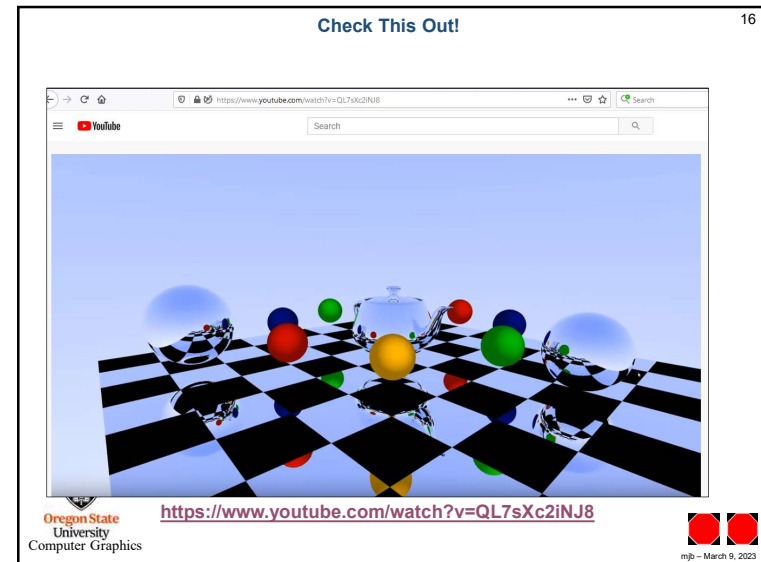 Check This Out!
16
https://www.youtube.com/watch?v=QL7sXc2iNJ8
Search
YouTube
Search
https://www.youtube.com/watch?v=QL7sXc2iNJ8
Oregon State
University
Computer Graphics
mjb – March 9, 2023